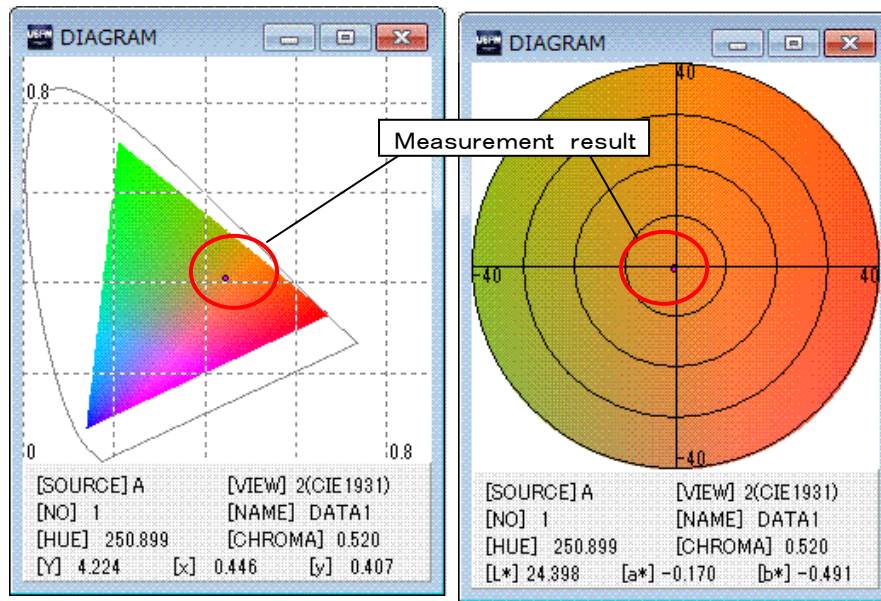 DIAGRAM
0.8
0
0.8
[SOURCE] A [VIEW] 2(CIE1931)
[NO] 1 [NAME] DATA1
[HUE] 250.899 [CHROMA] 0.520
[Y] 4.224 [x] 0.446 [y] 0.407
Measurement result
DIAGRAM
40
-40
40
-40
[SOURCE] A [VIEW] 2(CIE1931)
[NO] 1 [NAME] DATA1
[HUE] 250.899 [CHROMA] 0.520
[L*] 24.398 [a*] -0.170 [b*] -0.491